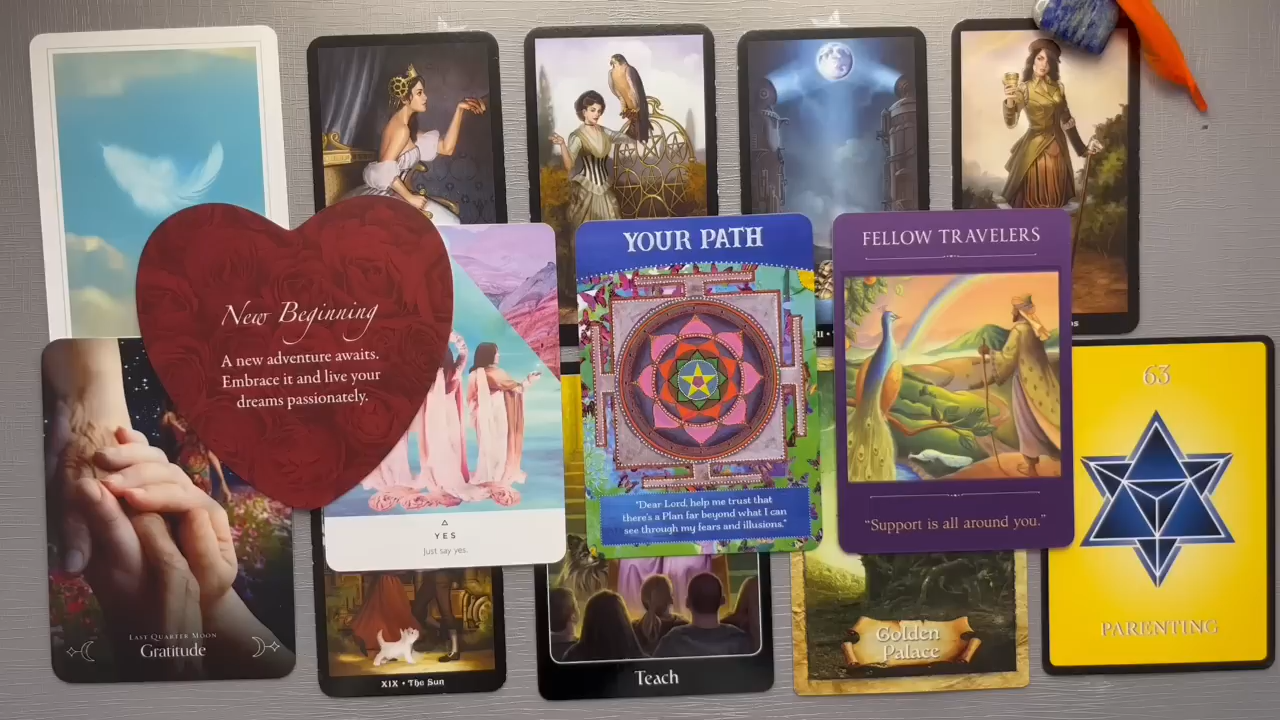 New Beginning
A new adventure awaits.
Embrace it and live your
dreams passionately.
YOUR PATH
"Dear Lord, help me trust that
there's a Plan far beyond what I can
see through my fears and illusions."
FELLOW TRAVELERS
"Support is all around you."
63
PARENTING
YES
Just say yes.
LAST QUARTER MOON
Gratitude
XIX • The Sun
Teach
Golden
Palace